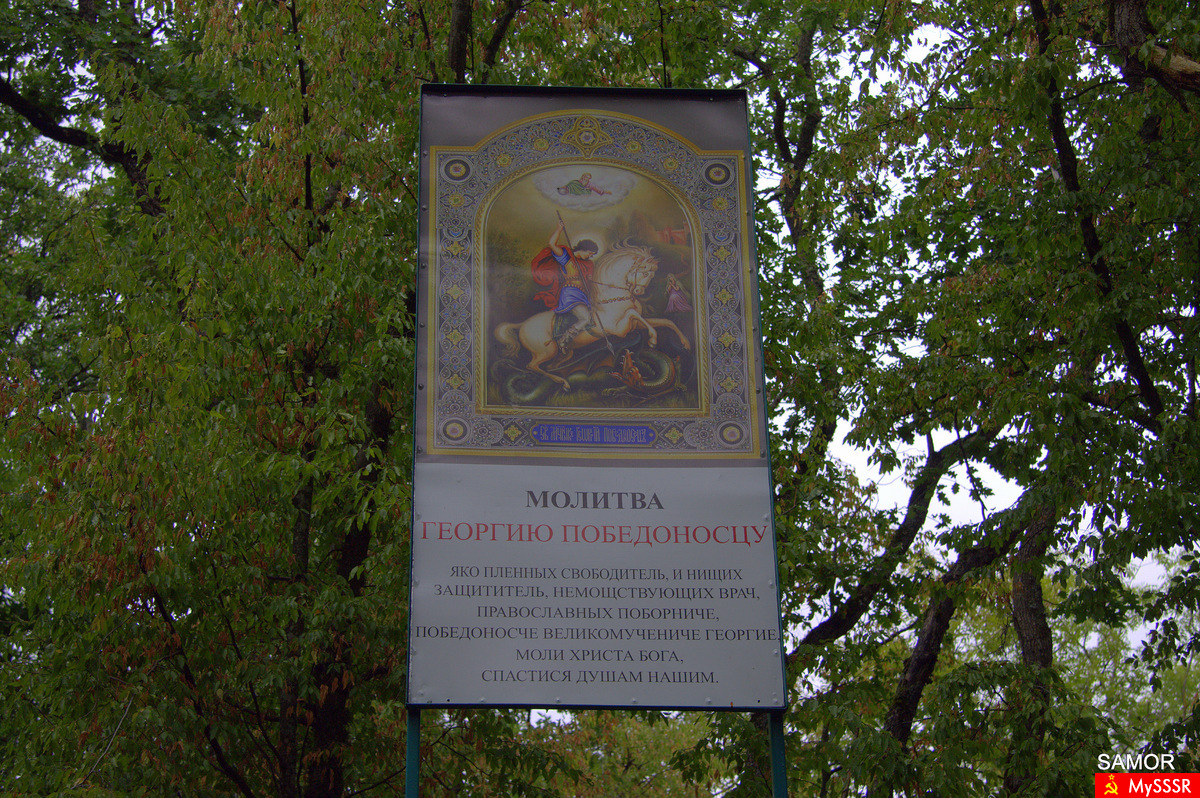 МОЛИТВА
ГЕОРГИЮ ПОБЕДОНОСЦУ
ЯКО ПЛЕННЫХ СВОБОДИТЕЛЬ, И НИЩИХ
ЗАЩИТИТЕЛЬ, НЕМОЩСТВУЮЩИХ ВРАЧ,
ПРАВОСЛАВНЫХ ПОБОРНИЧЕ,
ПОБЕДОНОСЧЕ ВЕЛИКОМУЧЕНИЧЕ ГЕОРГИЕ,
МОЛИ ХРИСТА БОГА,
СПАСТИСЯ ДУШАМ НАШИМ.
SAMOR
MySSSR